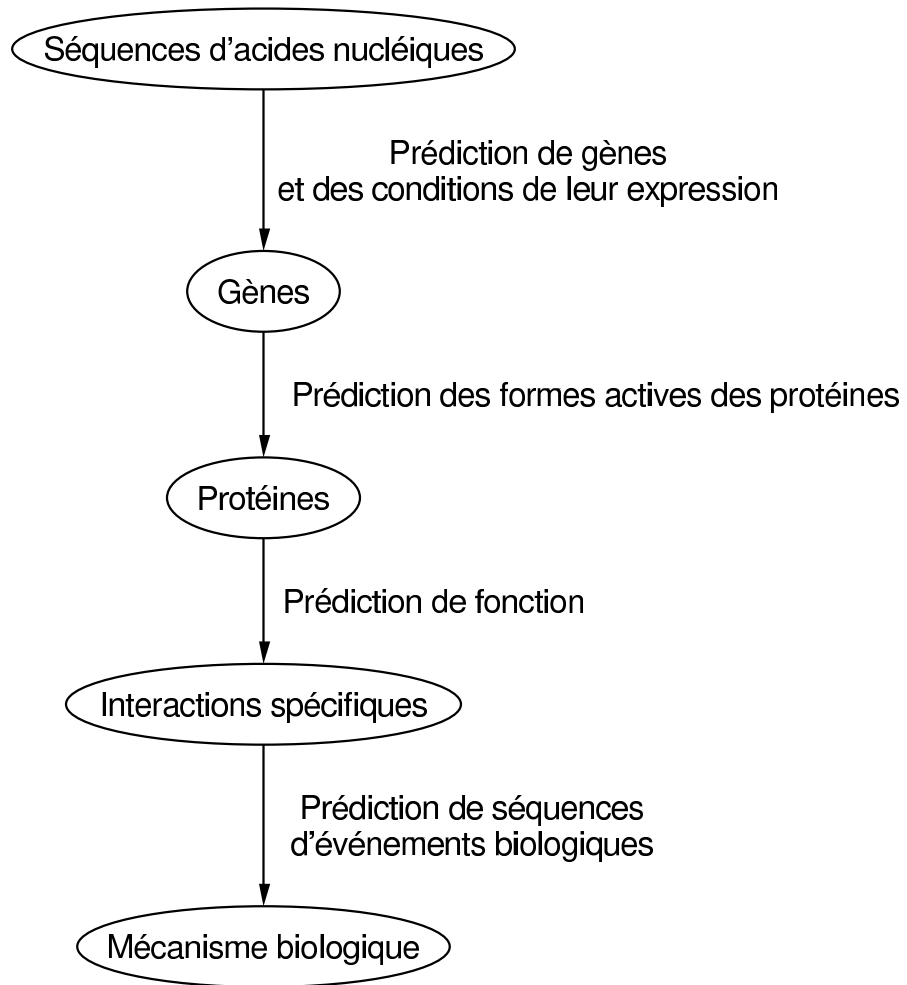 Séquences d’acides nucléiques
Prédiction de gènes
et des conditions de leur expression
Gènes
Prédiction des formes actives des protéines
Protéines
Prédiction de fonction
Interactions spécifiques
Prédiction de séquences
d’événements biologiques
Mécanisme biologique